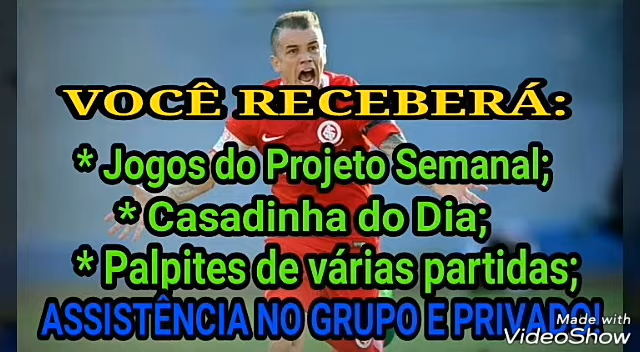 VOCÊ RECEBERÁ:
* Jogos do Projeto Semanal;
* Casadinha do Dia;
* Palpites de várias partidas;
ASSISTÊNCIA NO GRUPO E PRIVADO!
Made with
VideoShow